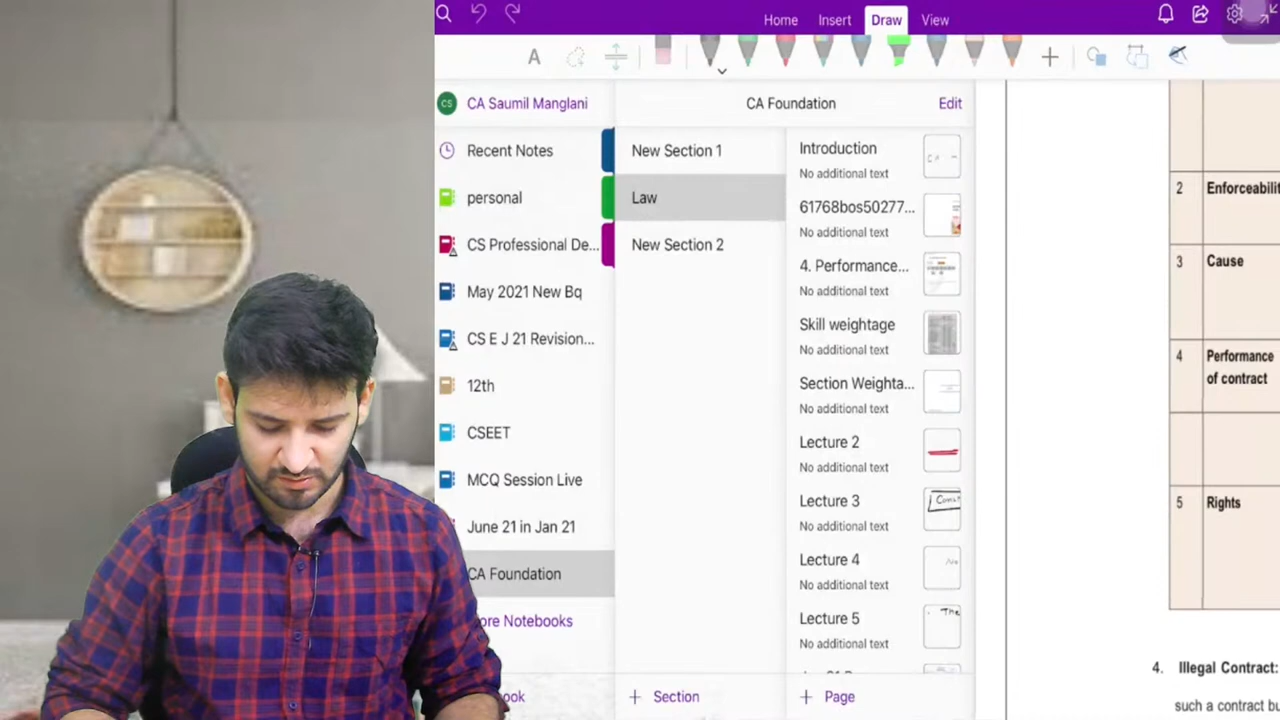 Home Insert Draw View
A
CS CA Saumil Manglani
CA Foundation
Edit
Recent Notes
personal
CS Professional De...
May 2021 New Bq
CS E J 21 Revision...
12th
CSEET
MCQ Session Live
June 21 in Jan 21
CA Foundation
ore Notebooks
ook
New Section 1
Law
New Section 2
+ Section
Introduction
No additional text
61768bos50277...
No additional text
4. Performance...
No additional text
Skill weightage
No additional text
Section Weighta...
No additional text
Lecture 2
No additional text
Lecture 3
No additional text
Lecture 4
No additional text
Lecture 5
No additional text
+ Page
2 Enforceabilit
3 Cause
4 Performance
of contract
5 Rights
4. Illegal Contract:
such a contract bu